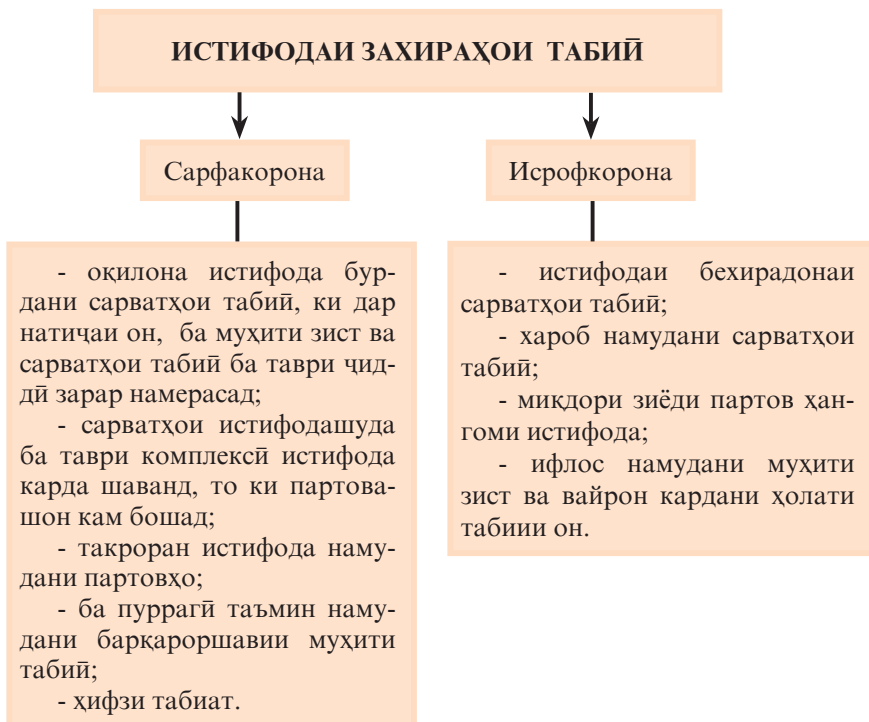 ИСТИФОДАИ ЗАХИРАҲОИ ТАБИӢ
Сарфакорона
Исрофкорона
- оқилона истифода бур-
дани сарватҳои табиӣ, ки дар
натиҷаи он, ба муҳити зист ва
сарватҳои табиӣ ба таври ҷид-
дӣ зарар намерасад;
- сарватҳои истифодашуда
ба таври комплексӣ истифода
карда шаванд, то ки партова-
шон кам бошад;
- такроран истифода наму-
дани партовҳо;
- ба пуррагӣ таъмин наму-
дани барқароршавии муҳити
табиӣ;
- ҳифзи табиат.
- истифодаи бехирадонаи
сарватҳои табиӣ;
- хароб намудани сарватҳои
табиӣ;
- миқдори зиёди партов ҳан-
гоми истифода;
- ифлос намудани муҳити
зист ва вайрон кардани ҳолати
табиии он.